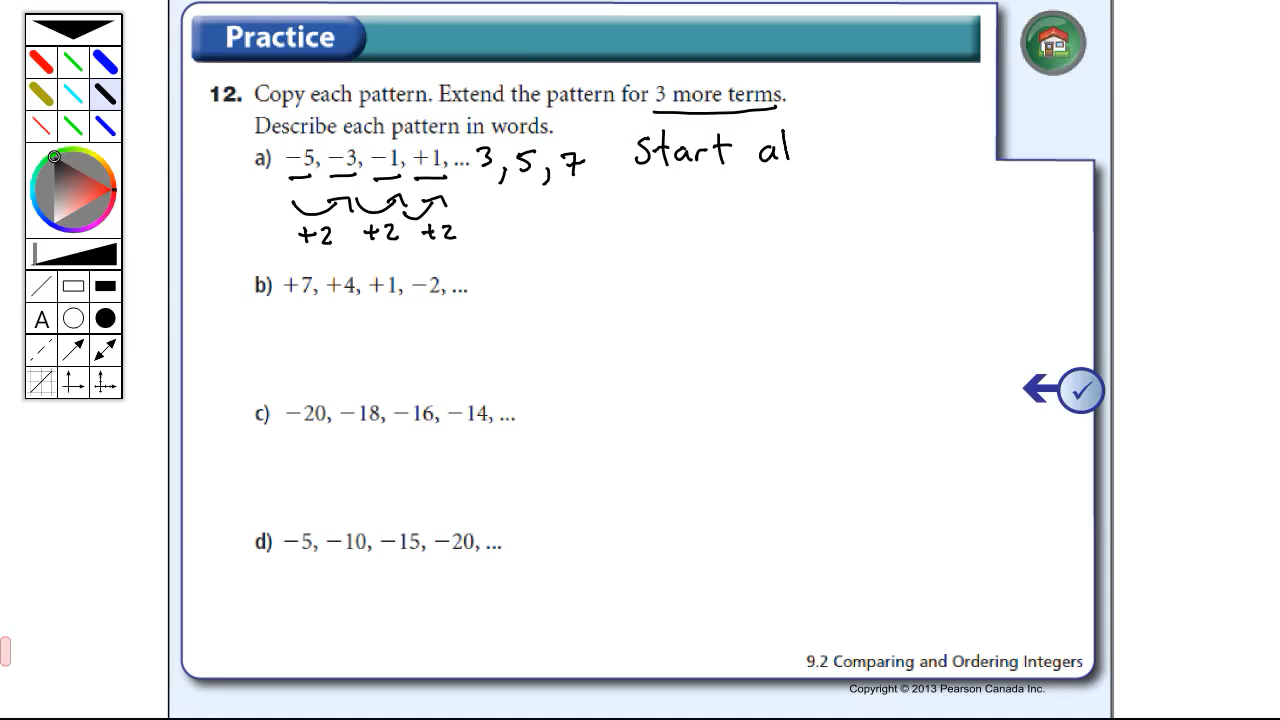 Practice
12. Copy each pattern. Extend the pattern for 3 more terms.
Describe each pattern in words.
a) −5, −3, −1, +1, ... 3, 5, 7 Start al
+2 +2 +2
b) +7, +4, +1, −2, ...
c) −20, −18, −16, −14, ...
d) −5, −10, −15, −20, ...
A
9.2 Comparing and Ordering Integers
Copyright © 2013 Pearson Canada Inc.